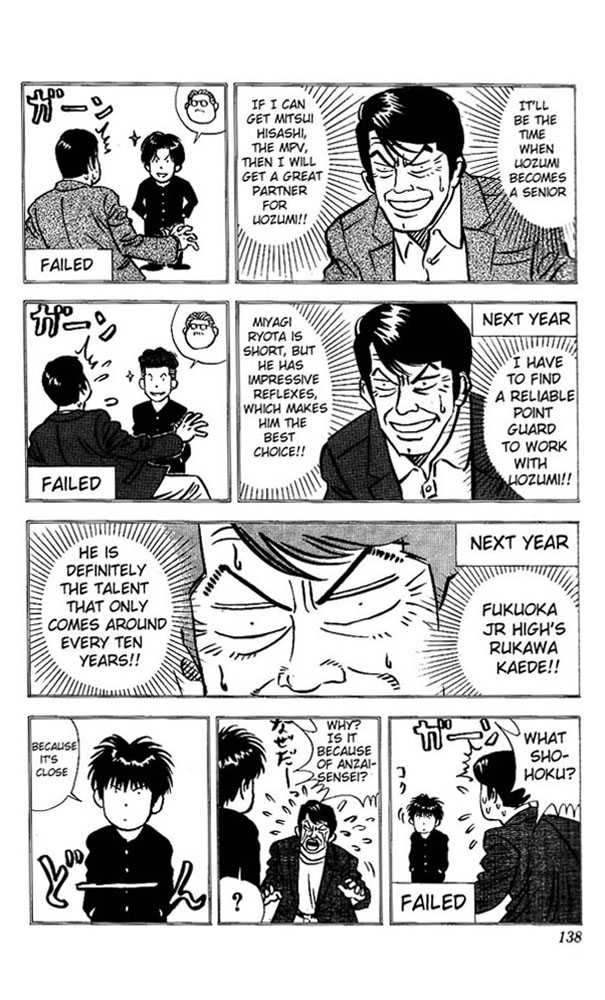 IT'LL
BE THE
TIME
WHEN
UOZUMI
BECOMES
A SENIOR
IF I CAN
GET MITSUI
HISASHI,
THE MPV,
THEN I WILL
GET A GREAT
PARTNER
FOR
UOZUMI!!
ガーン
FAILED
NEXT YEAR
I HAVE
TO FIND
A RELIABLE
POINT
GUARD
TO WORK
WITH
UOZUMI!!
MIYAGI
RYOTA IS
SHORT, BUT
HE HAS
IMPRESSIVE
REFLEXES,
WHICH MAKES
HIM THE
BEST
CHOICE!!
ガーン
FAILED
NEXT YEAR
FUKUOKA
JR HIGH'S
RUKAWA
KAEDE!!
HE IS
DEFINITELY
THE TALENT
THAT ONLY
COMES AROUND
EVERY TEN
YEARS!!
WHAT
SHO-
HOKU?
ガーン
FAILED
WHY?
IS IT
BECAUSE
OF ANZAI-
SENSEI?
なぜだー
?
BECAUSE
IT'S
CLOSE
どーん
138